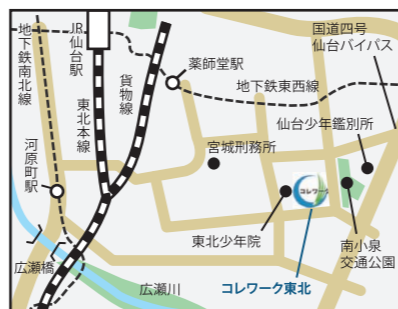 地下鉄南北線
JR仙台駅
東北本線
貨物線
薬師堂駅
地下鉄東西線
国道四号
仙台バイパス
仙台少年鑑別所
宮城刑務所
河原町駅
コレワーク
東北少年院
南小泉
交通公園
広瀬橋
広瀬川
コレワーク東北